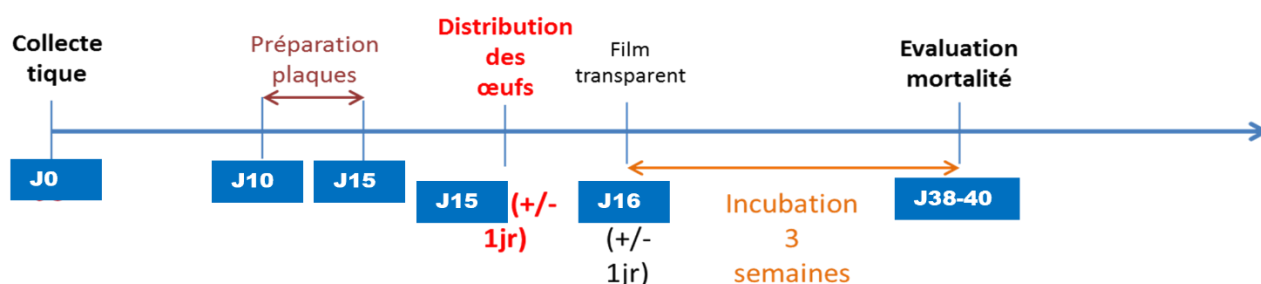 Collecte
tique
Préparation
plaques
Distribution
des
œufs
Film
transparent
Evaluation
mortalité
J0
J10
J15
J15
(+/-
1jr)
J16
(+/-
1jr)
Incubation
3
semaines
J38-40